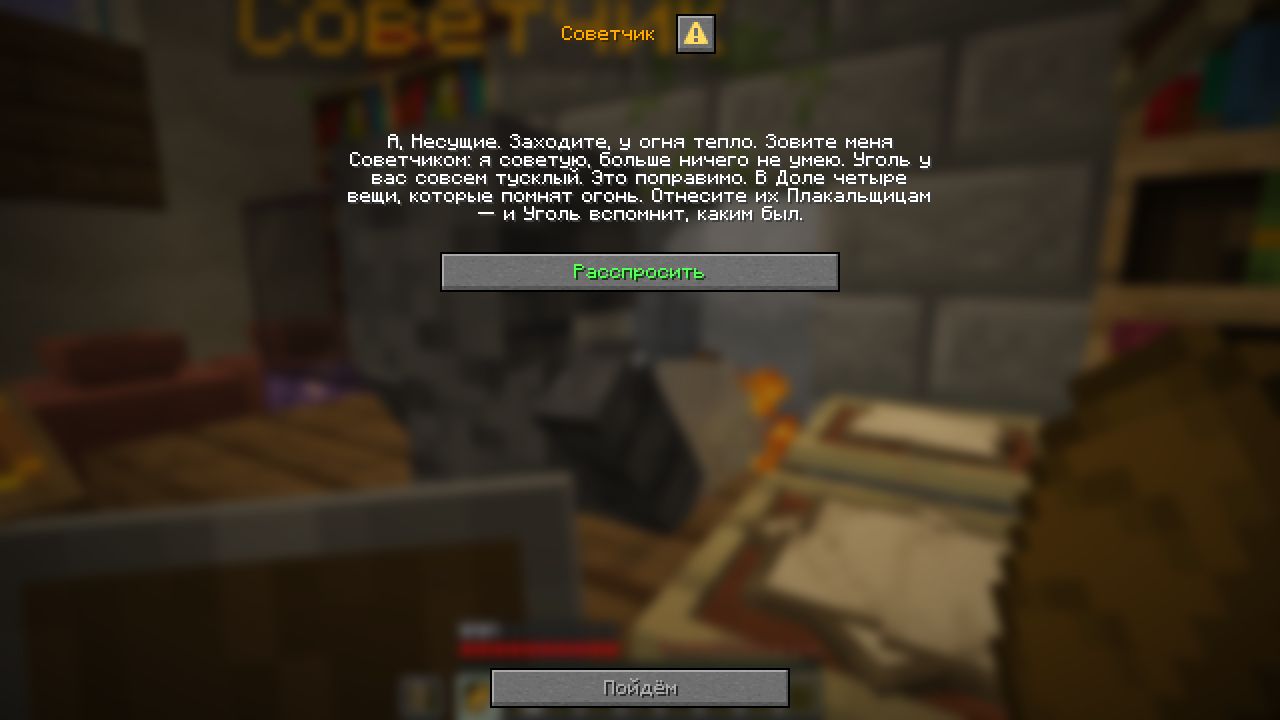 Советчик
Советчик
А, Несущие. Заходите, у огня тепло. Зовите меня
Советчиком: я советую, больше ничего не умею. Уголь у
вас совсем тусклый. Это поправимо. В Доле четыре
вещи, которые помнят огонь. Отнесите их Плакальщицам
— и Уголь вспомнит, каким был.
Расспросить
Пойдём